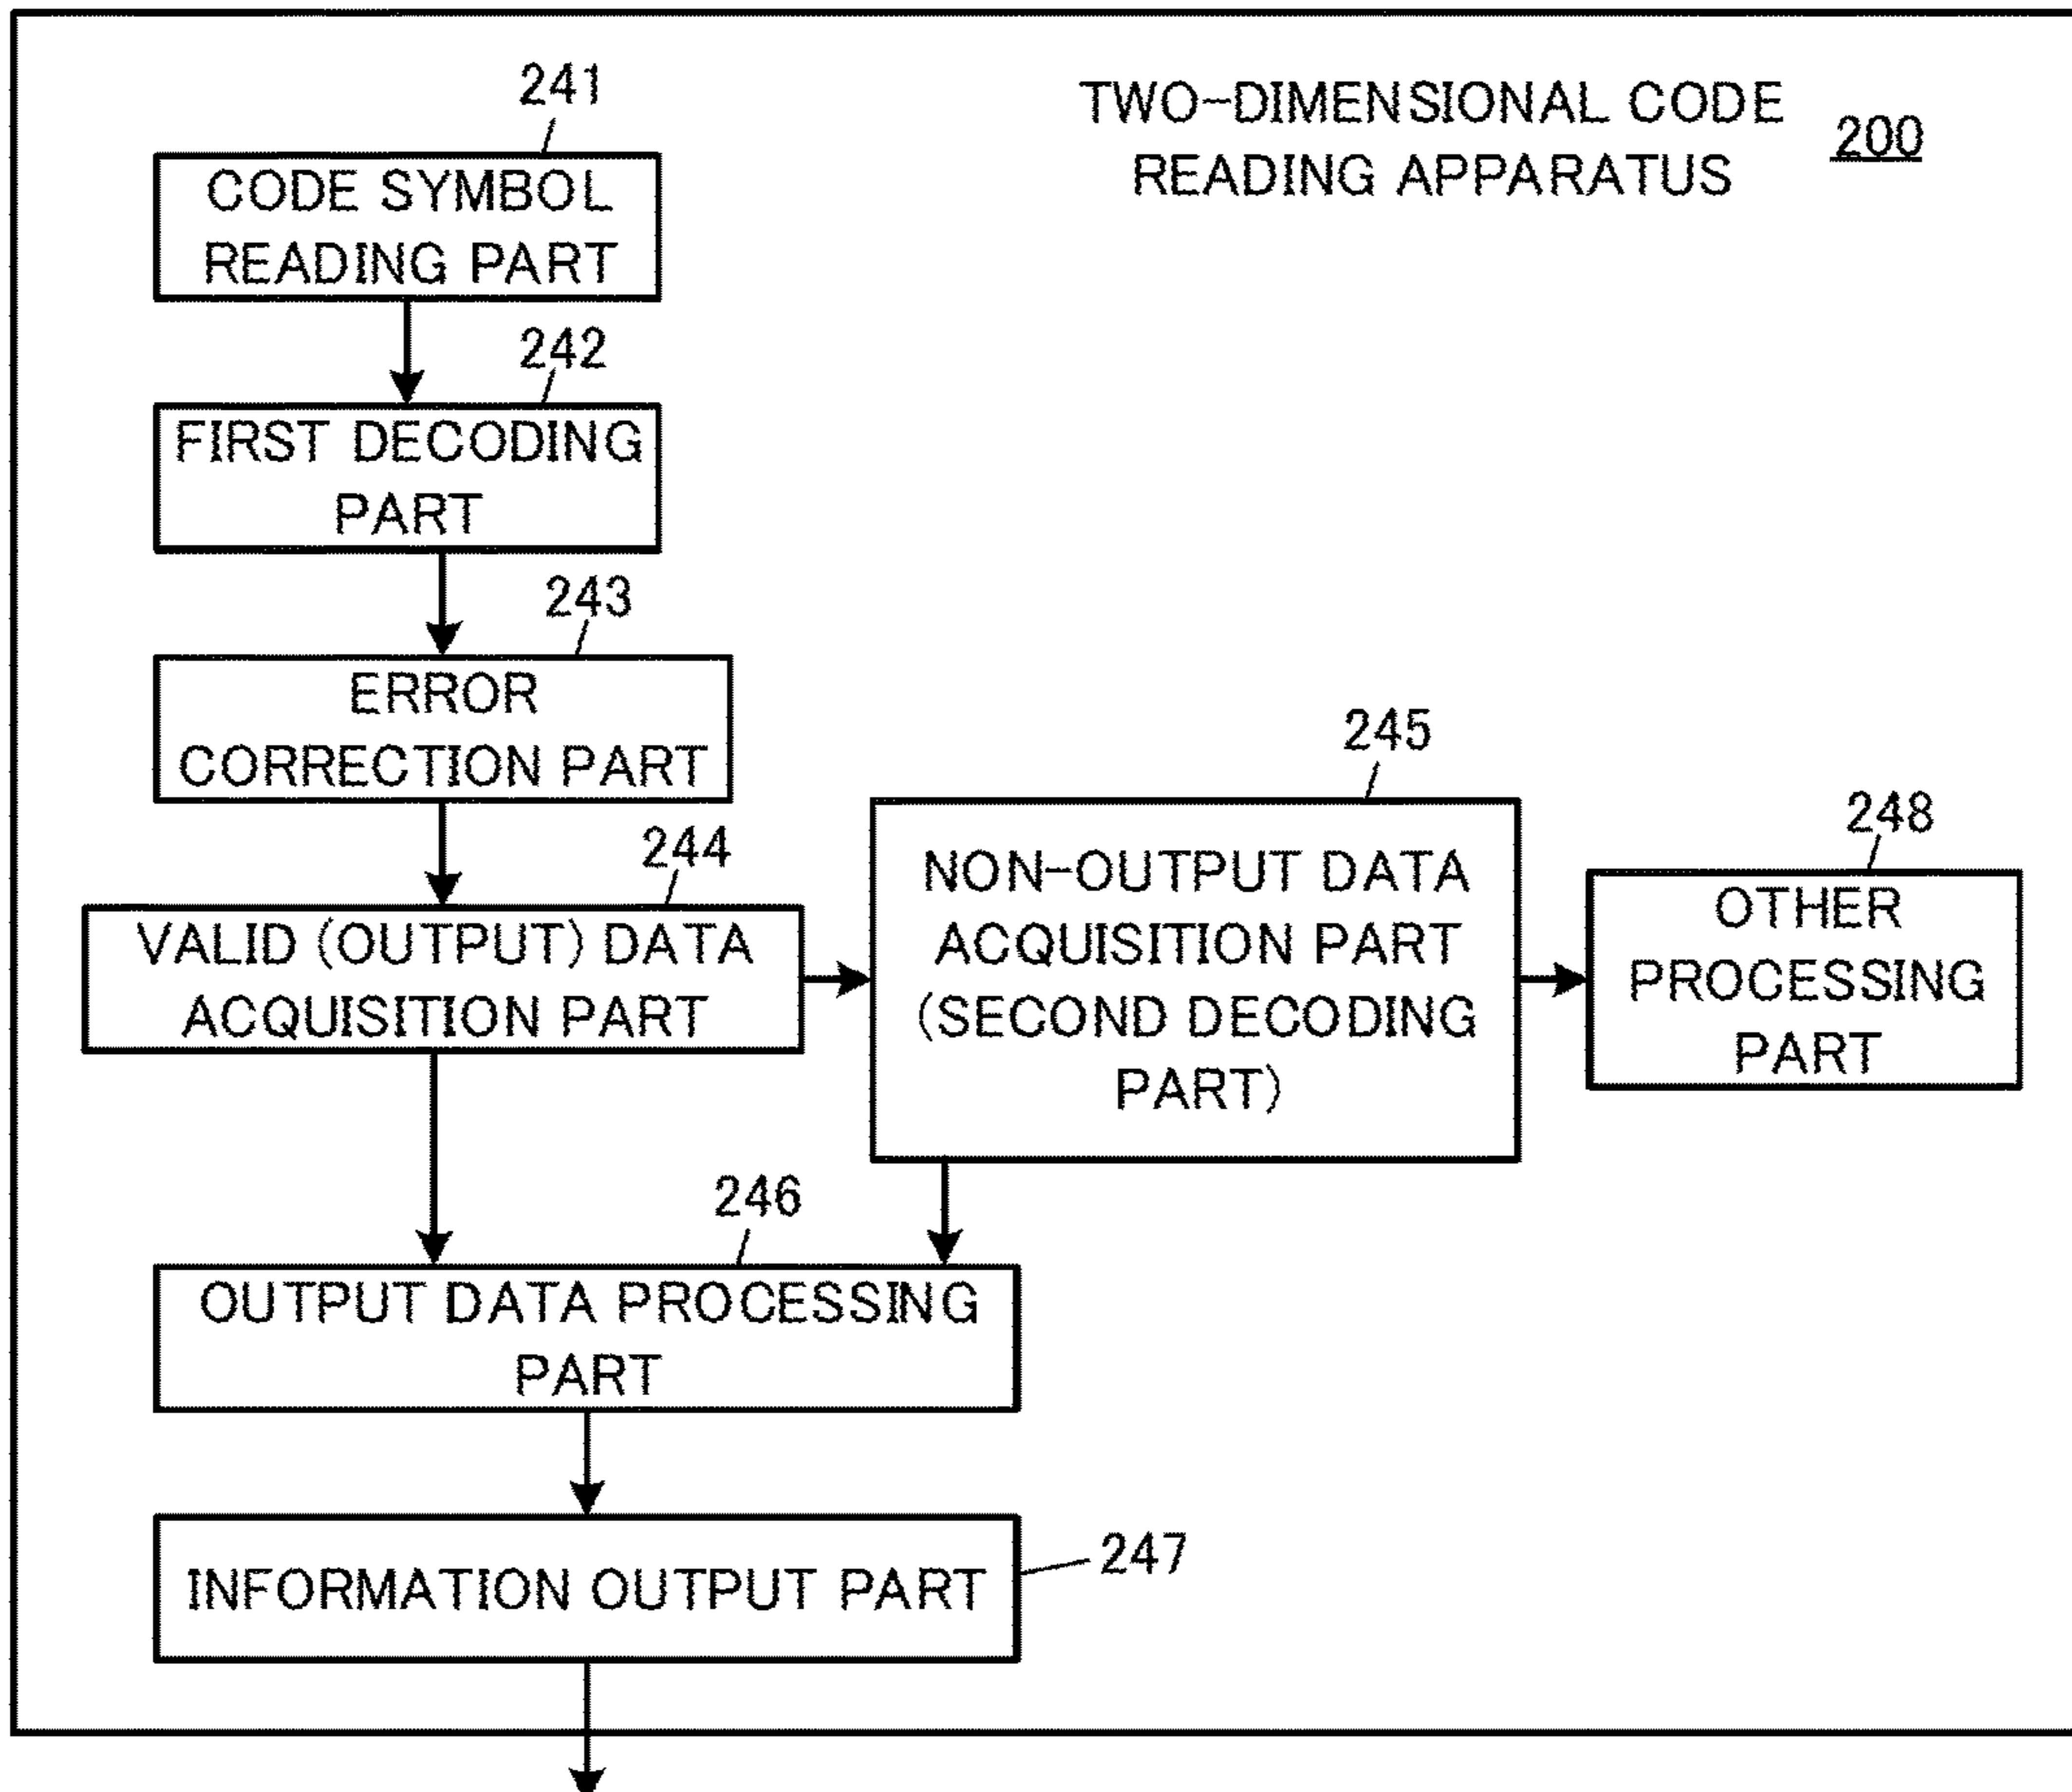 TWO-DIMENSIONAL CODE
READING APPARATUS
200
241
CODE SYMBOL
READING PART
242
FIRST DECODING
PART
243
ERROR
CORRECTION PART
244
VALID (OUTPUT) DATA
ACQUISITION PART
245
NON-OUTPUT DATA
ACQUISITION PART
(SECOND DECODING
PART)
248
OTHER
PROCESSING
PART
246
OUTPUT DATA PROCESSING
PART
INFORMATION OUTPUT PART
247